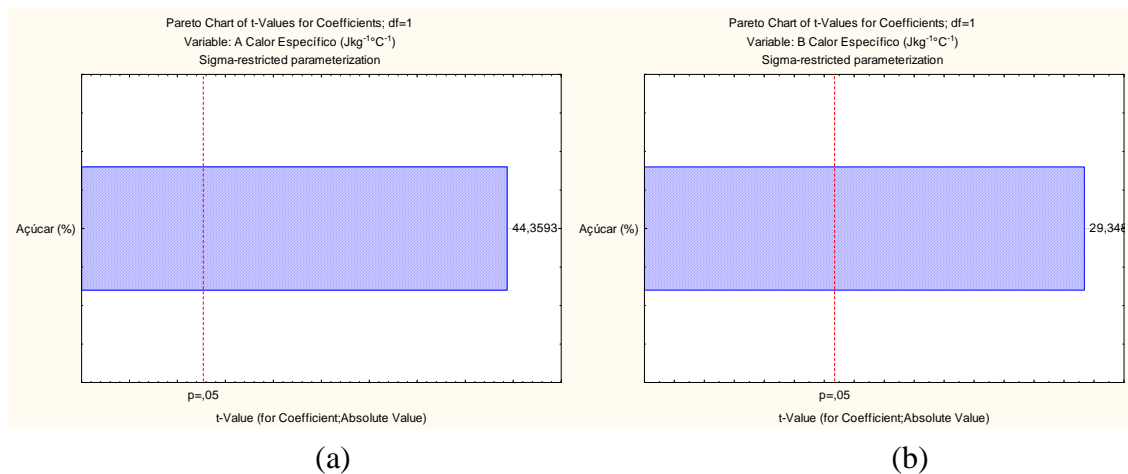 Pareto Chart of t-Values for Coefficients; df=1
Variable: A Calor Específico (Jkg⁻¹°C⁻¹)
Sigma-restricted parameterization
Açúcar (%)
44,3593
p=,05
t-Value (for Coefficient;Absolute Value)
(a)
Pareto Chart of t-Values for Coefficients; df=1
Variable: B Calor Específico (Jkg⁻¹°C⁻¹)
Sigma-restricted parameterization
Açúcar (%)
29,348
p=,05
t-Value (for Coefficient;Absolute Value)
(b)